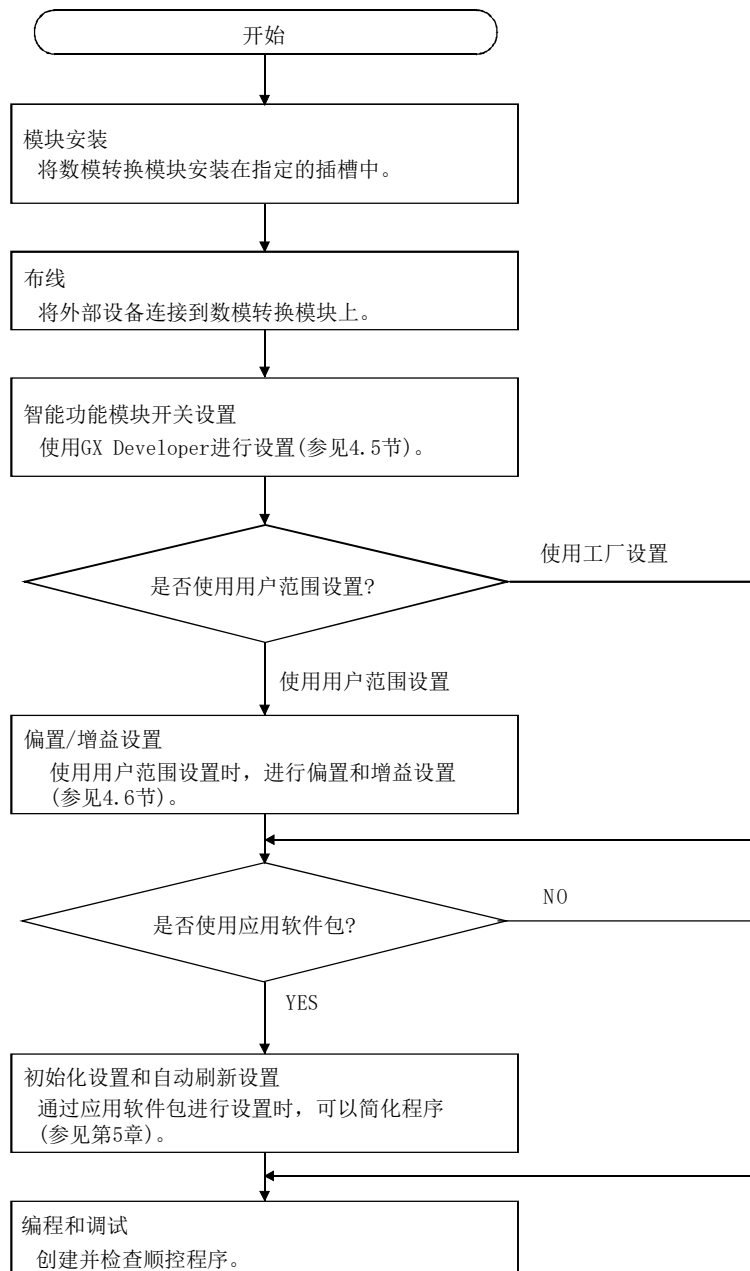 开始
模块安装
将数模转换模块安装在指定的插槽中。
布线
将外部设备连接到数模转换模块上。
智能功能模块开关设置
使用GX Developer进行设置(参见4.5节)。
使用工厂设置
是否使用用户范围设置?
使用用户范围设置
偏置/增益设置
使用用户范围设置时，进行偏置和增益设置
(参见4.6节)。
NO
是否使用应用软件包?
YES
初始化设置和自动刷新设置
通过应用软件包进行设置时，可以简化程序
(参见第5章)。
编程和调试
创建并检查顺控程序。